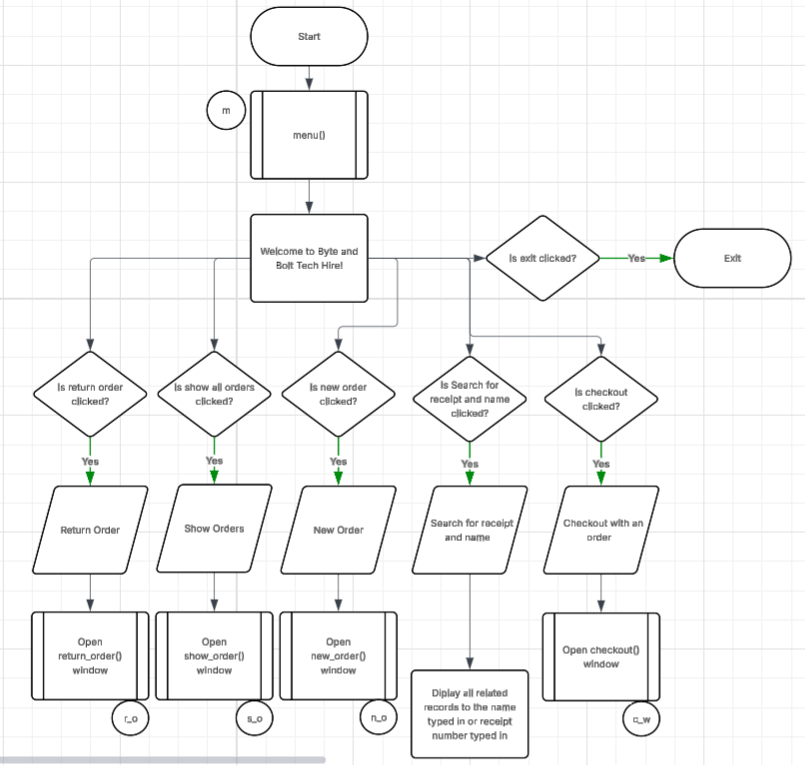 Start
m
menu()
Welcome to Byte and
Bolt Tech Hire!
Is exit clicked?
Yes
Exit
Is return order
clicked?
Is show all orders
clicked?
Is new order
clicked?
Is Search for
receipt and name
clicked?
Is checkout
clicked?
Yes
Yes
Yes
Yes
Yes
Return Order
Show Orders
New Order
Search for receipt
and name
Checkout with an
order
Open
return_order()
window
Open
show_order()
window
Open
new_order()
window
Open checkout()
window
Diplay all related
records to the name
typed in or receipt
number typed in
r_o
s_o
n_o
c_w